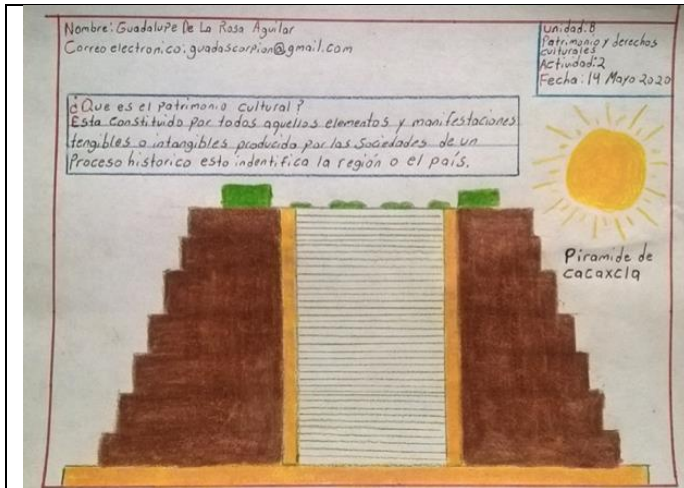 Nombre: Guadalupe De La Rosa Aguilar
Correo electronico: guadascorpion@gmail.com
Unidad: 8
Patrimonio y derechos
culturales
Actividad: 2
Fecha: 14 Mayo 2020
¿Que es el patrimonio cultural?
Esta constituido por todos aquellos elementos y manifestaciones
tengibles o intangibles producida por las Sociedades de un
Proceso historico esto indentifica la región o el país.
Piramide de
cacaxcla